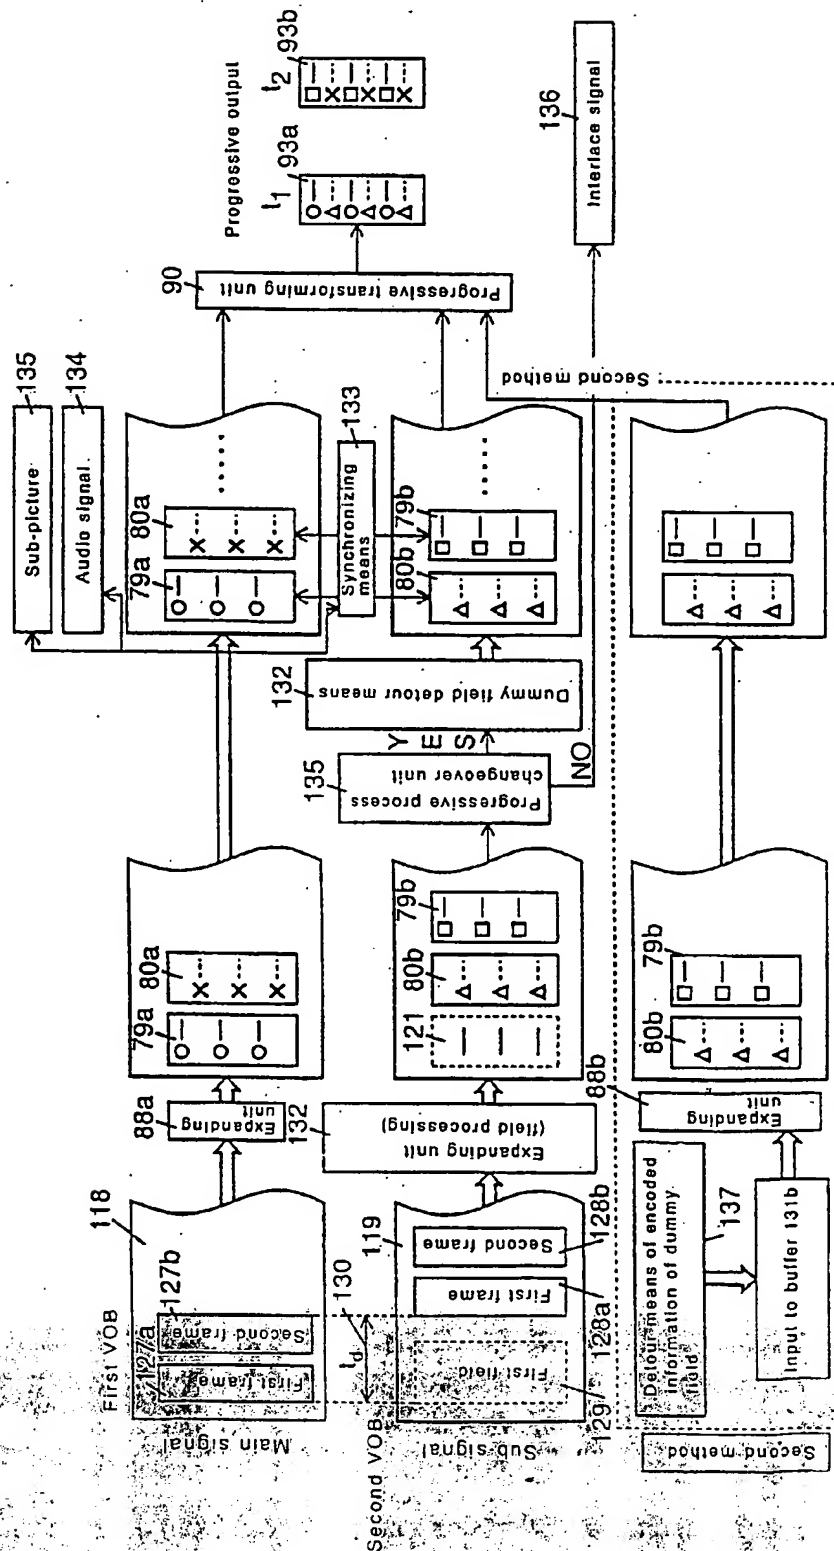 First VOB
Main signal
127a
First frame
127b
Second frame
118
88a
Expanding unit
79a
80a
79a
80a
.....
Sub-picture
135
Audio signal
134
90
Progressive transforming unit
Progressive output
t1
93a
t2
93b
Second VOB
Sub signal
td
130
129
First field
128a
First frame
128b
Second frame
119
132
Expanding unit (field processing)
121
80b
79b
135
Progressive process changeover unit
YES
NO
132
Dummy field detour means
Synchronizing means
133
80b
79b
.....
136
Interlace signal
Second method
Detour means of encoded information of dummy field
137
Input to buffer 131b
88b
Expanding unit
80b
79b
Second method